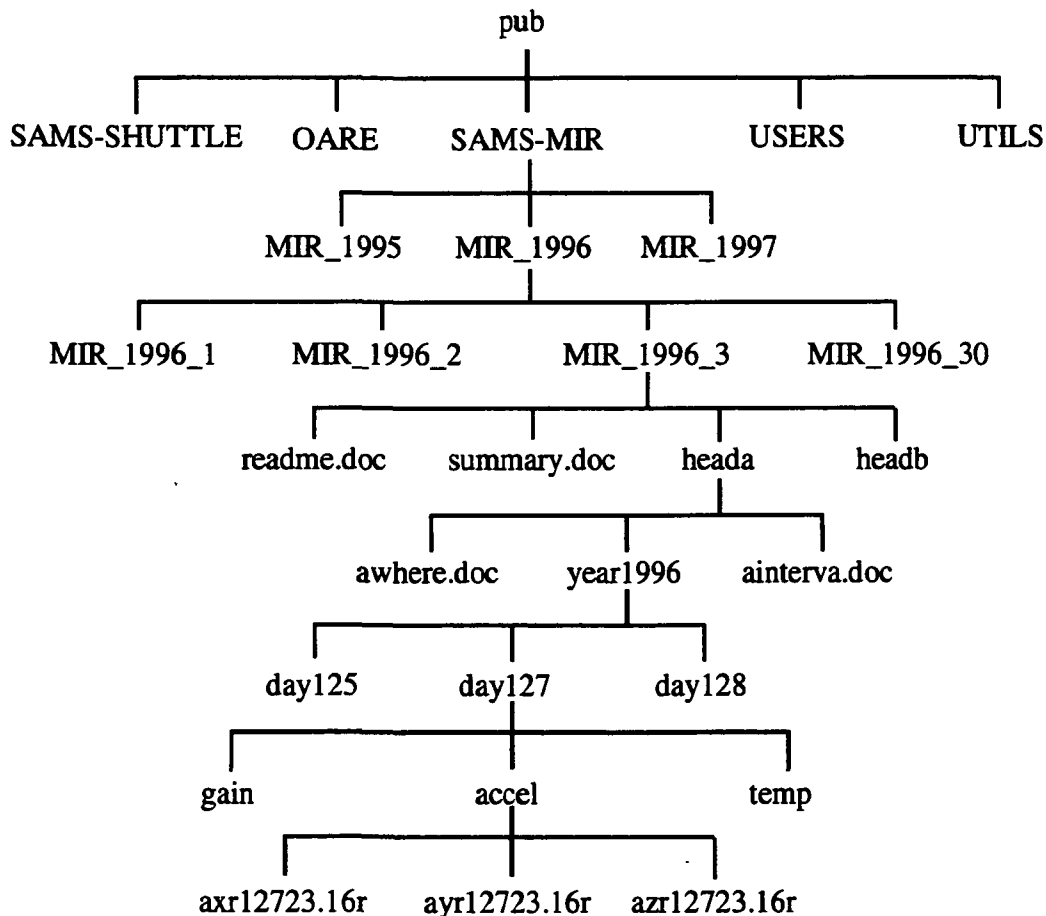 pub
SAMS-SHUTTLE OARE SAMS-MIR USERS UTILS
MIR_1995 MIR_1996 MIR_1997
MIR_1996_1 MIR_1996_2 MIR_1996_3 MIR_1996_30
readme.doc summary.doc heada headb
awhere.doc year1996 ainterva.doc
day125 day127 day128
gain accel temp
axr12723.16r ayr12723.16r azr12723.16r